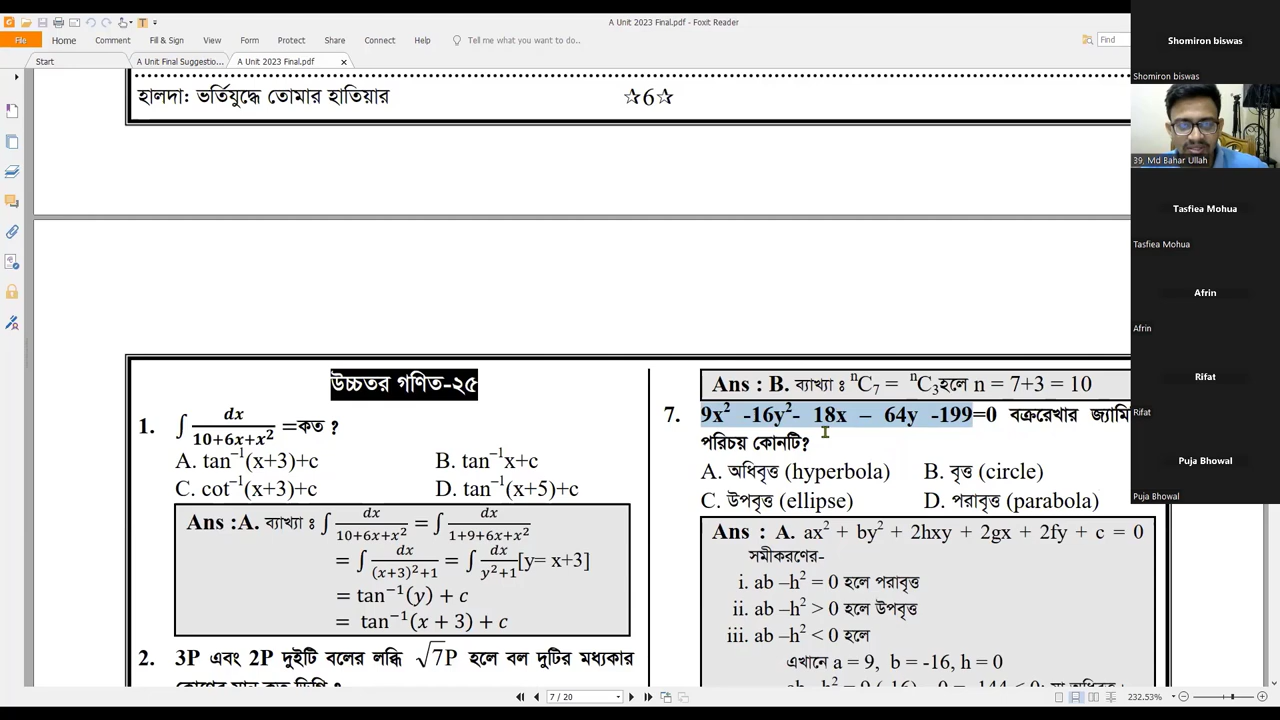 A Unit 2023 Final.pdf - Foxit Reader
File Home Comment Fill & Sign View Form Protect Share Connect Help Tell me what you want to do... Find
Start A Unit Final Suggestio... A Unit 2023 Final.pdf
হালদা: ভর্তিযুদ্ধে তোমার হাতিয়ার ☆6☆
উচ্চতর গণিত-২৫
1. ∫ dx/(10+6x+x²) =কত ?
A. tan⁻¹(x+3)+c B. tan⁻¹x+c
C. cot⁻¹(x+3)+c D. tan⁻¹(x+5)+c
Ans :A. ব্যাখ্যা ঃ ∫ dx/(10+6x+x²) = ∫ dx/(1+9+6x+x²)
= ∫ dx/((x+3)²+1) = ∫ dx/(y²+1) [y= x+3]
= tan⁻¹(y) + c
= tan⁻¹(x + 3) + c
2. 3P এবং 2P দুইটি বলের লব্ধি √7P হলে বল দুটির মধ্যকার
Ans : B. ব্যাখ্যা ঃ ⁿC₇ = ⁿC₃হলে n = 7+3 = 10
7. 9x² -16y²- 18x – 64y -199=0 বক্ররেখার জ্যামি
পরিচয় কোনটি?
A. অধিবৃত্ত (hyperbola) B. বৃত্ত (circle)
C. উপবৃত্ত (ellipse) D. পরাবৃত্ত (parabola)
Ans : A. ax² + by² + 2hxy + 2gx + 2fy + c = 0
সমীকরণের-
i. ab –h² = 0 হলে পরাবৃত্ত
ii. ab –h² > 0 হলে উপবৃত্ত
iii. ab –h² < 0 হলে
এখানে a = 9, b = -16, h = 0
Shomiron biswas
Shomiron biswas
39, Md Bahar Ullah
Tasfiea Mohua
Tasfiea Mohua
Afrin
Afrin
Rifat
Rifat
Puja Bhowal
Puja Bhowal
7 / 20
232.53%